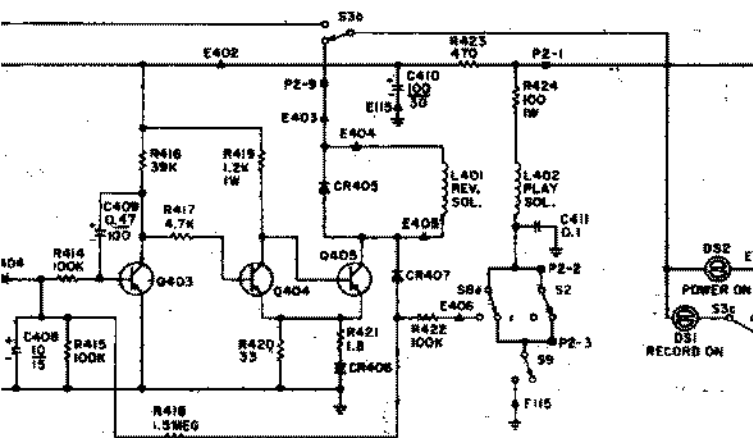 S3b
E402
R423
470
P2-1
P2-9
C410
100
30
E115
R424
100
1W
E403
E404
R416
39K
R419
1.2K
1W
CR405
L401
REV.
SOL.
L402
PLAY
SOL.
C409
0.47
100
R417
4.7K
E405
C411
0.1
404
R414
100K
Q403
Q404
Q405
CR407
DS2
POWER ON
P2-2
S8a
S2
E406
R422
100K
S3c
DS1
RECORD ON
C408
10
15
R415
100K
R420
33
R421
1.8
CR406
P2-3
S9
F115
R418
1.5MEG